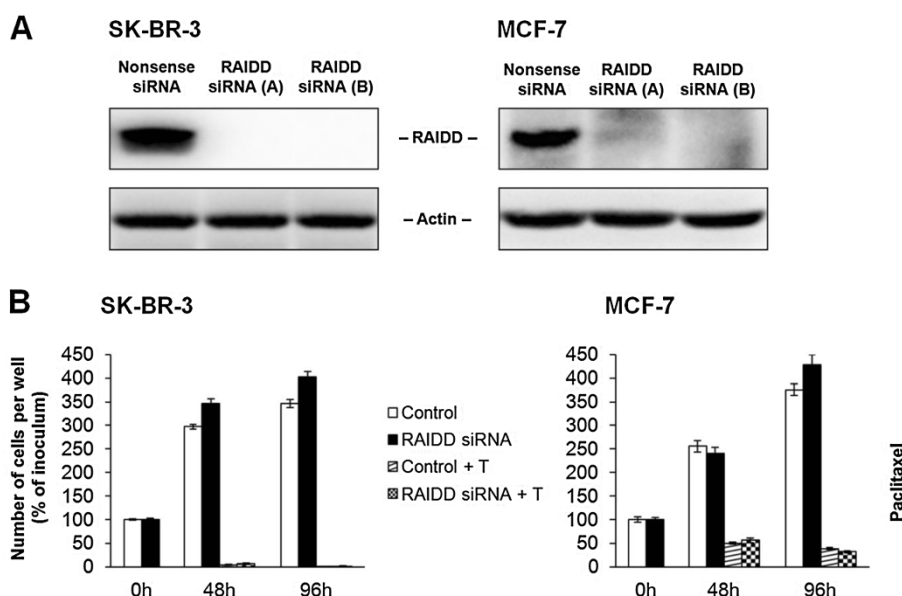 A
SK-BR-3
MCF-7
Nonsense siRNA
RAIDD siRNA (A)
RAIDD siRNA (B)
Nonsense siRNA
RAIDD siRNA (A)
RAIDD siRNA (B)
– RAIDD –
– Actin –
B
SK-BR-3
MCF-7
Number of cells per well
(% of inoculum)
450
400
350
300
250
200
150
100
50
0
0h
48h
96h
Control
RAIDD siRNA
Control + T
RAIDD siRNA + T
450
400
350
300
250
200
150
100
50
0
0h
48h
96h
Paclitaxel